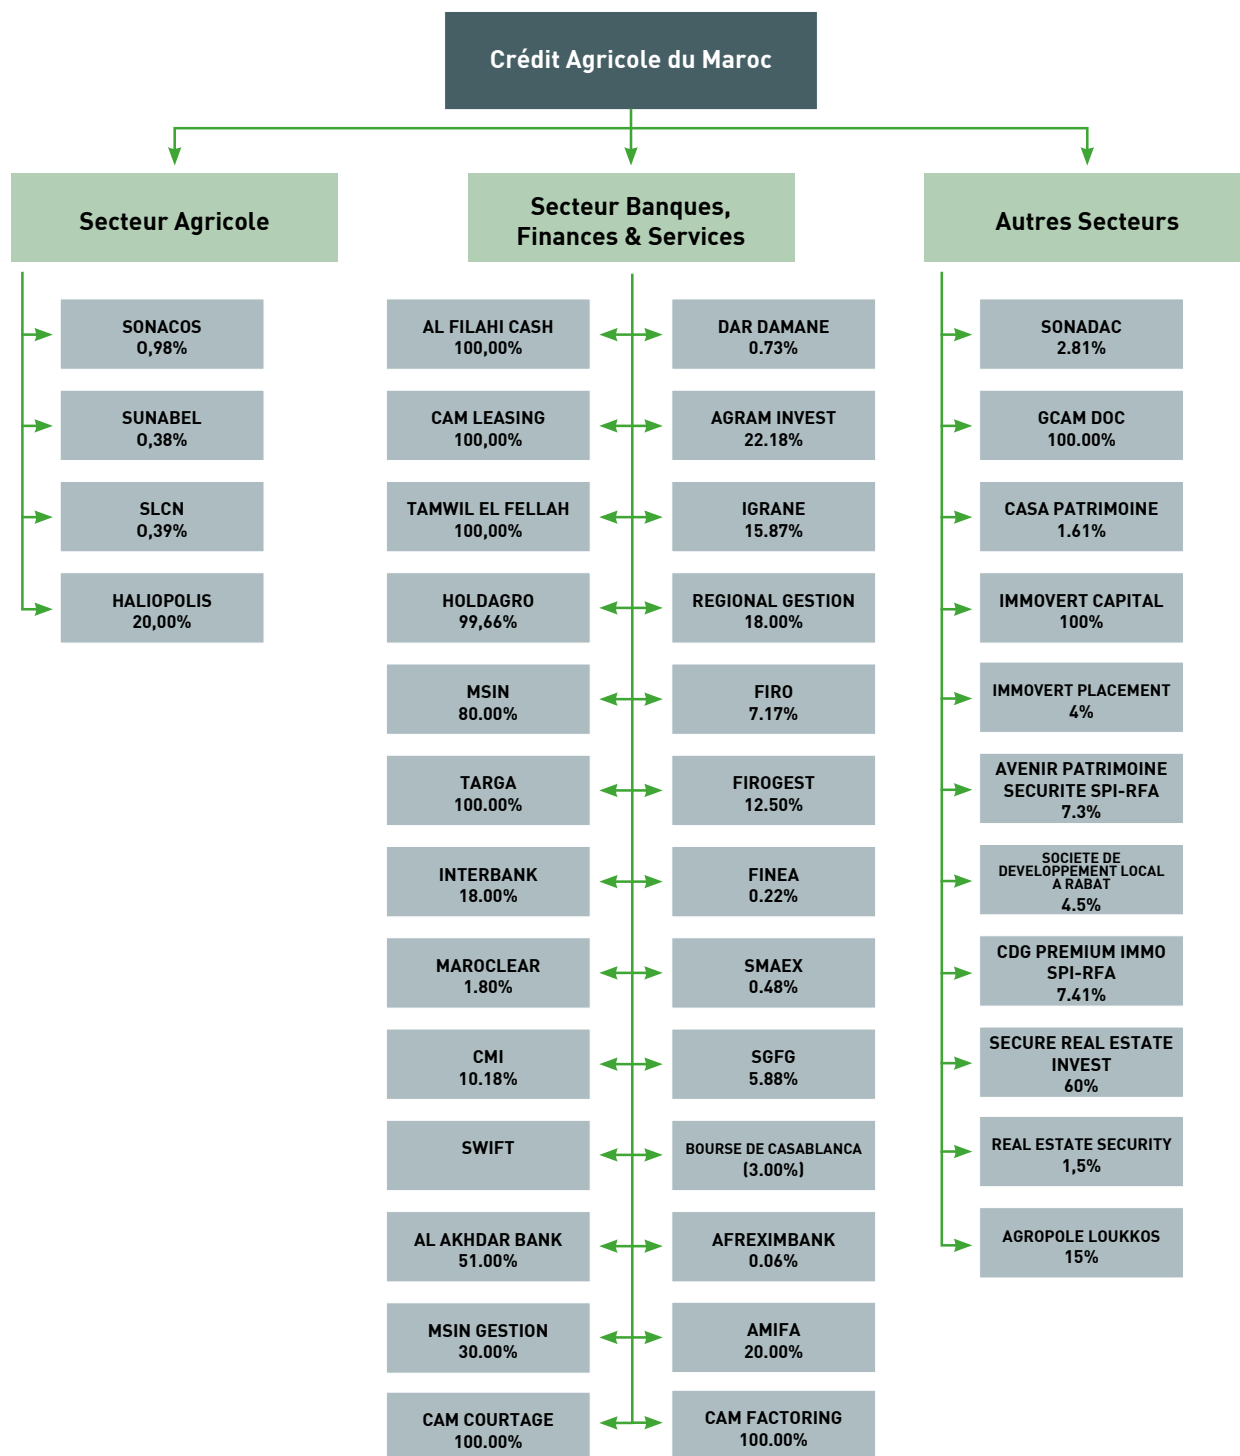 Crédit Agricole du Maroc
Secteur Agricole
SONACOS
0,98%
SUNABEL
0,38%
SLCN
0,39%
HALIOPOLIS
20,00%
Secteur Banques,
Finances & Services
AL FILAHI CASH
100,00%
CAM LEASING
100,00%
TAMWIL EL FELLAH
100,00%
HOLDAGRO
99,66%
MSIN
80.00%
TARGA
100.00%
INTERBANK
18.00%
MAROCLEAR
1.80%
CMI
10.18%
SWIFT
AL AKHDAR BANK
51.00%
MSIN GESTION
30.00%
CAM COURTAGE
100.00%
DAR DAMANE
0.73%
AGRAM INVEST
22.18%
IGRANE
15.87%
REGIONAL GESTION
18.00%
FIRO
7.17%
FIROGEST
12.50%
FINEA
0.22%
SMAEX
0.48%
SGFG
5.88%
BOURSE DE CASABLANCA
(3.00%)
AFREXIMBANK
0.06%
AMIFA
20.00%
CAM FACTORING
100.00%
Autres Secteurs
SONADAC
2.81%
GCAM DOC
100.00%
CASA PATRIMOINE
1.61%
IMMOVERT CAPITAL
100%
IMMOVERT PLACEMENT
4%
AVENIR PATRIMOINE
SECURITE SPI-RFA
7.3%
SOCIETE DE
DEVELOPPEMENT LOCAL
A RABAT
4.5%
CDG PREMIUM IMMO
SPI-RFA
7.41%
SECURE REAL ESTATE
INVEST
60%
REAL ESTATE SECURITY
1,5%
AGROPOLE LOUKKOS
15%